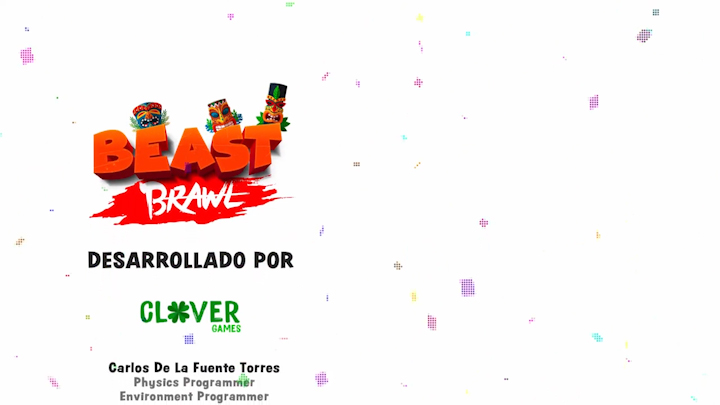 BEAST
BRAWL
DESARROLLADO POR
CLOVER
GAMES
Carlos De La Fuente Torres
Physics Programmer
Environment Programmer